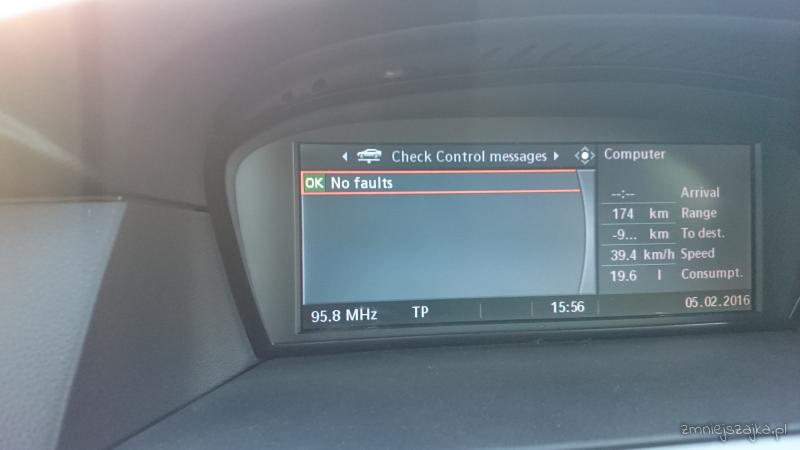 Check Control messages
OK No faults
Computer
--:-- Arrival
174 km Range
-9... km To dest.
39.4 km/h Speed
19.6 l Consumpt.
95.8 MHz TP 15:56 05.02.2016
zmniejszajka.pl